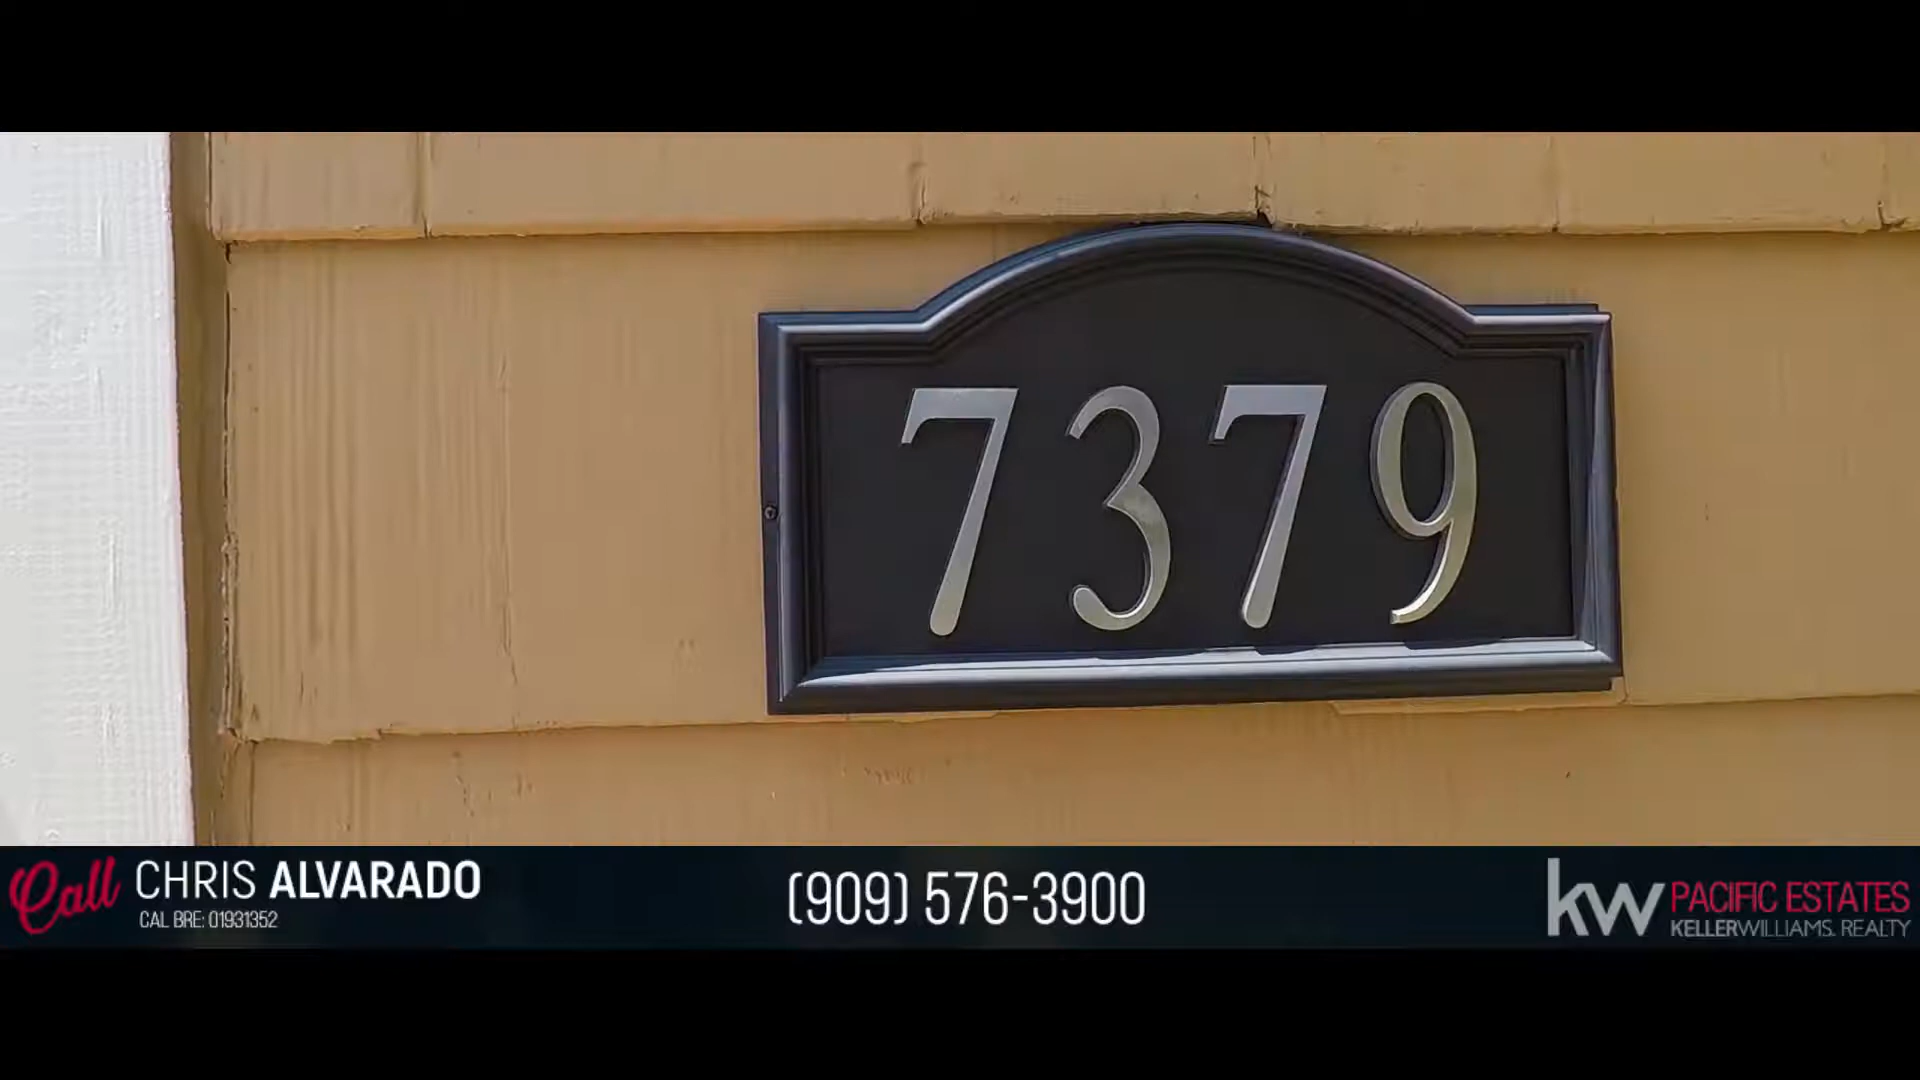 7379
Call CHRIS ALVARADO
CAL BRE: 01931352
(909) 576-3900
kw PACIFIC ESTATES
KELLERWILLIAMS. REALTY